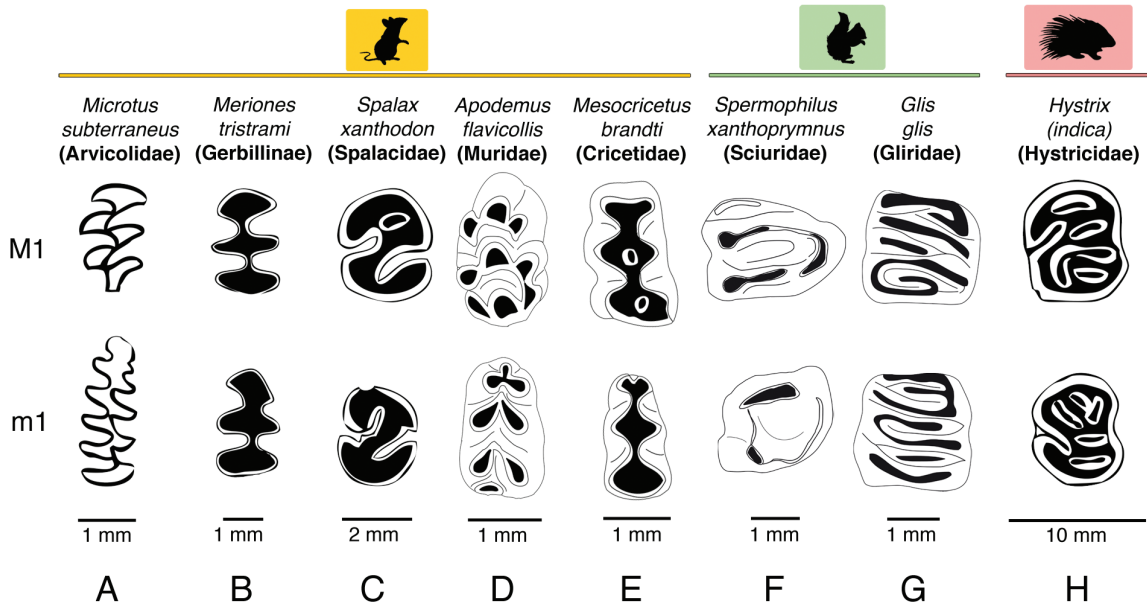 Microtus subterraneus (Arvicolidae)
Meriones tristrami (Gerbillinae)
Spalax xanthodon (Spalacidae)
Apodemus flavicollis (Muridae)
Mesocricetus brandti (Cricetidae)
Spermophilus xanthoprymnus (Sciuridae)
Glis glis (Gliridae)
Hystrix (indica) (Hystricidae)
M1
m1
1 mm 1 mm 2 mm 1 mm 1 mm 1 mm 1 mm 10 mm
A B C D E F G H